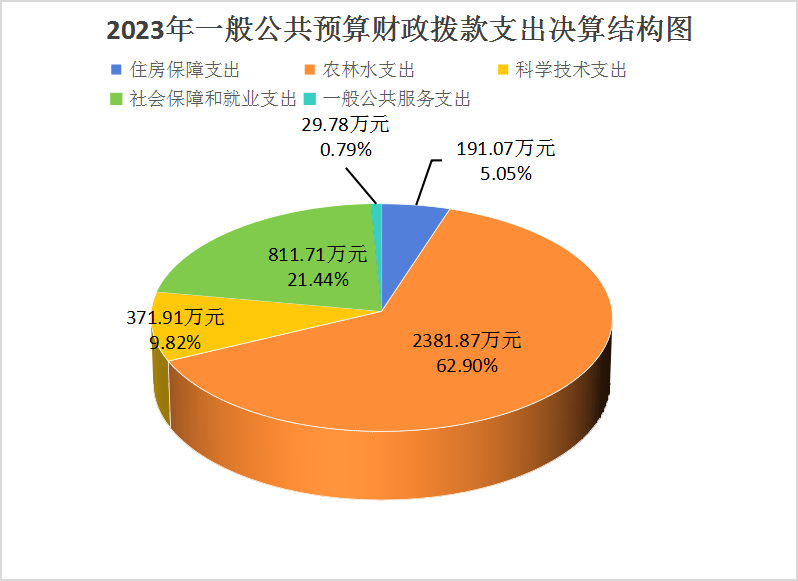 2023年一般公共预算财政拨款支出决算结构图
住房保障支出 农林水支出 科学技术支出
社会保障和就业支出 一般公共服务支出
29.78万元
0.79%
191.07万元
5.05%
811.71万元
21.44%
371.91万元
9.82%
2381.87万元
62.90%